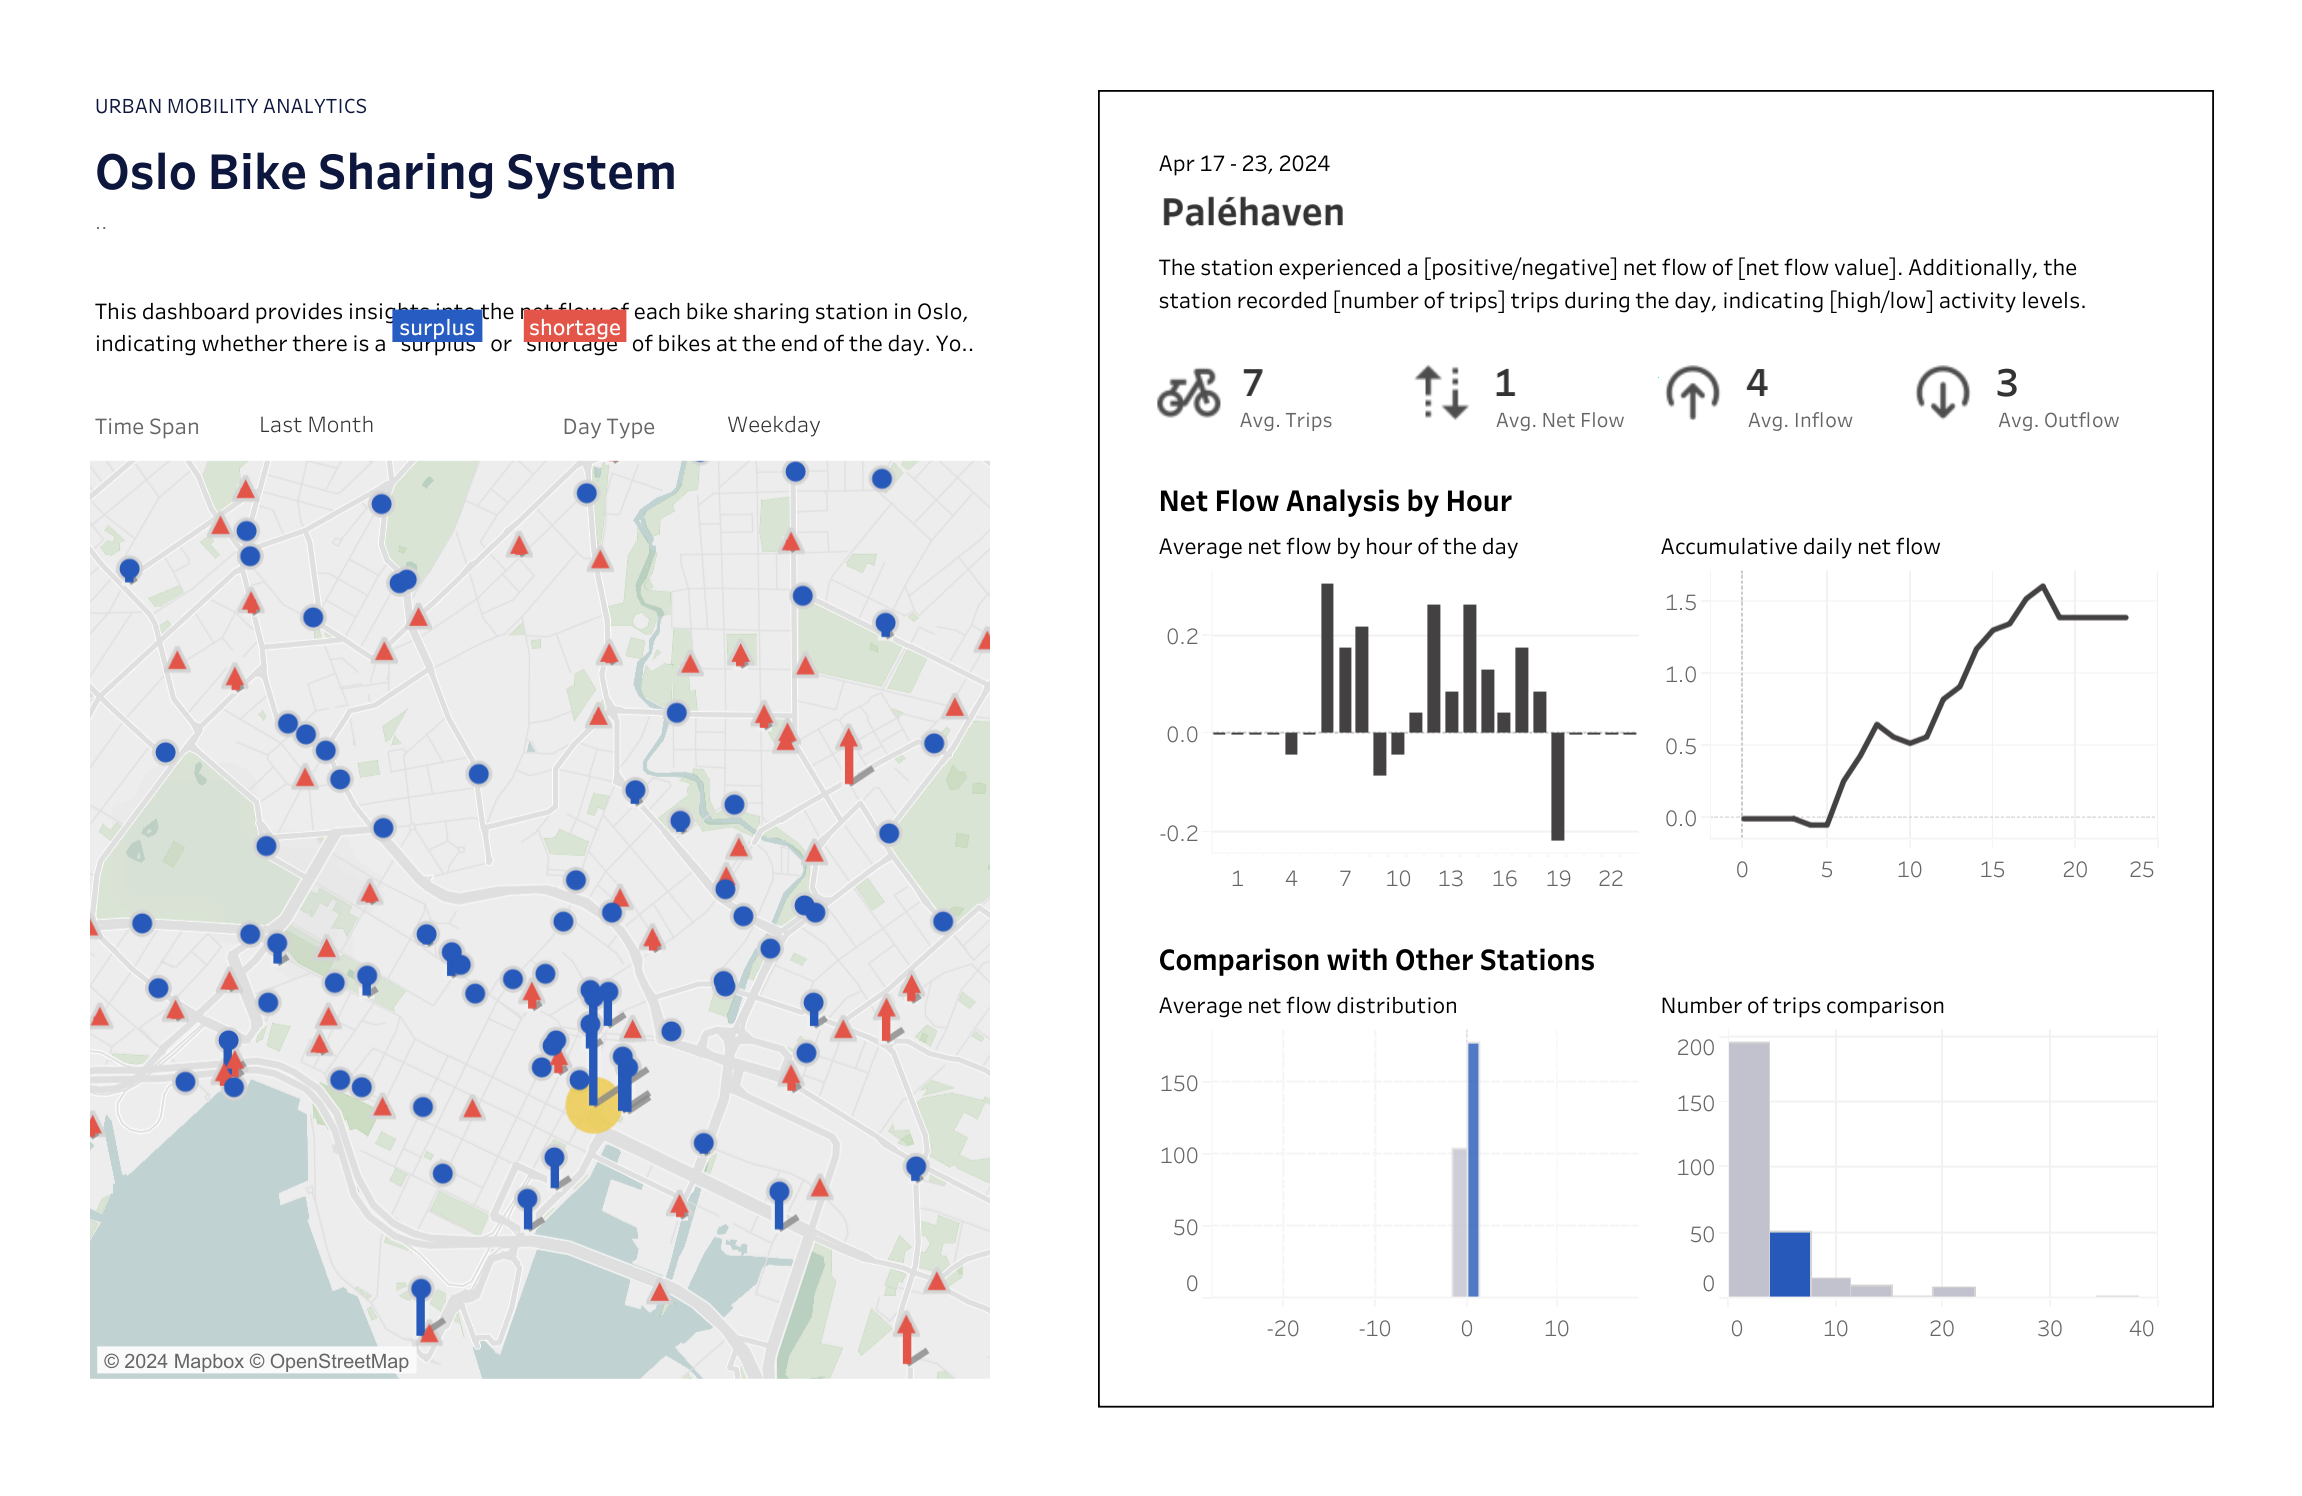 URBAN MOBILITY ANALYTICS
Oslo Bike Sharing System
..
This dashboard provides insights into the net flow of each bike sharing station in Oslo,
surplus shortage
indicating whether there is a surplus or shortage of bikes at the end of the day. Yo..
Time Span Last Month Day Type Weekday
© 2024 Mapbox © OpenStreetMap
Apr 17 - 23, 2024
Paléhaven
The station experienced a [positive/negative] net flow of [net flow value]. Additionally, the
station recorded [number of trips] trips during the day, indicating [high/low] activity levels.
7 1 4 3
Avg. Trips Avg. Net Flow Avg. Inflow Avg. Outflow
Net Flow Analysis by Hour
Average net flow by hour of the day
0.2
0.0
-0.2
1 4 7 10 13 16 19 22
Accumulative daily net flow
1.5
1.0
0.5
0.0
0 5 10 15 20 25
Comparison with Other Stations
Average net flow distribution
150
100
50
0
-20 -10 0 10
Number of trips comparison
200
150
100
50
0
0 10 20 30 40